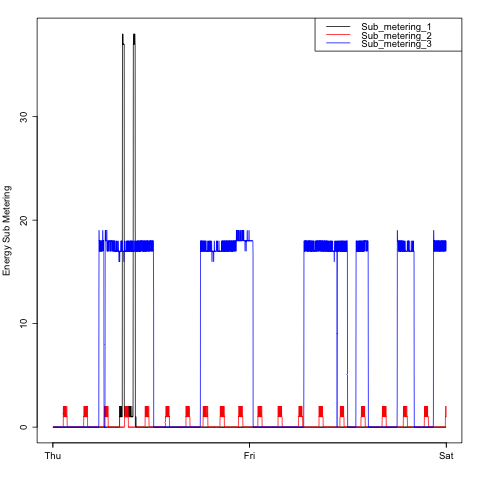 Sub_metering_1
Sub_metering_2
Sub_metering_3
Energy Sub Metering
30
20
10
0
Thu Fri Sat